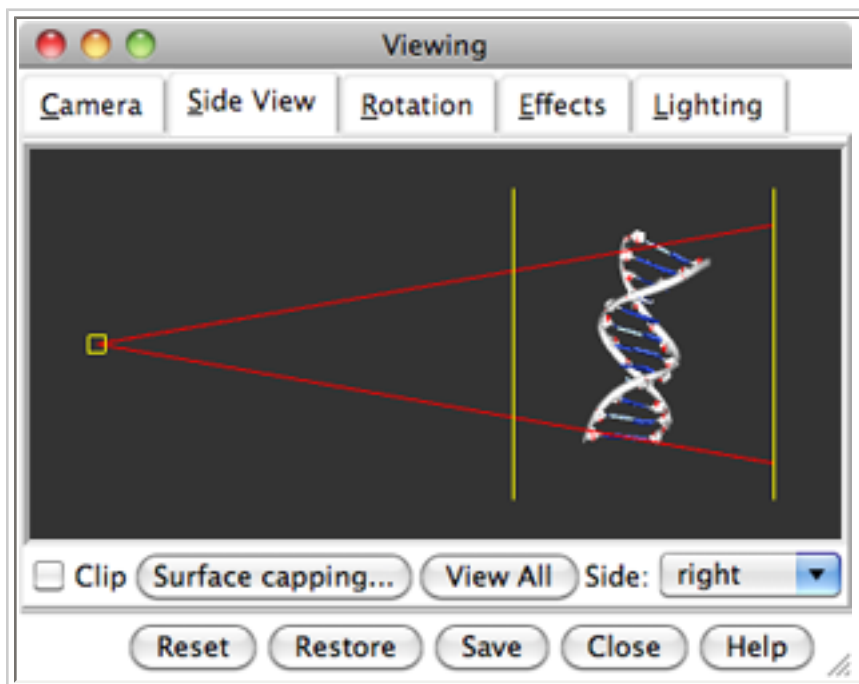 Viewing
Camera Side View Rotation Effects Lighting
Clip Surface capping... View All Side: right
Reset Restore Save Close Help